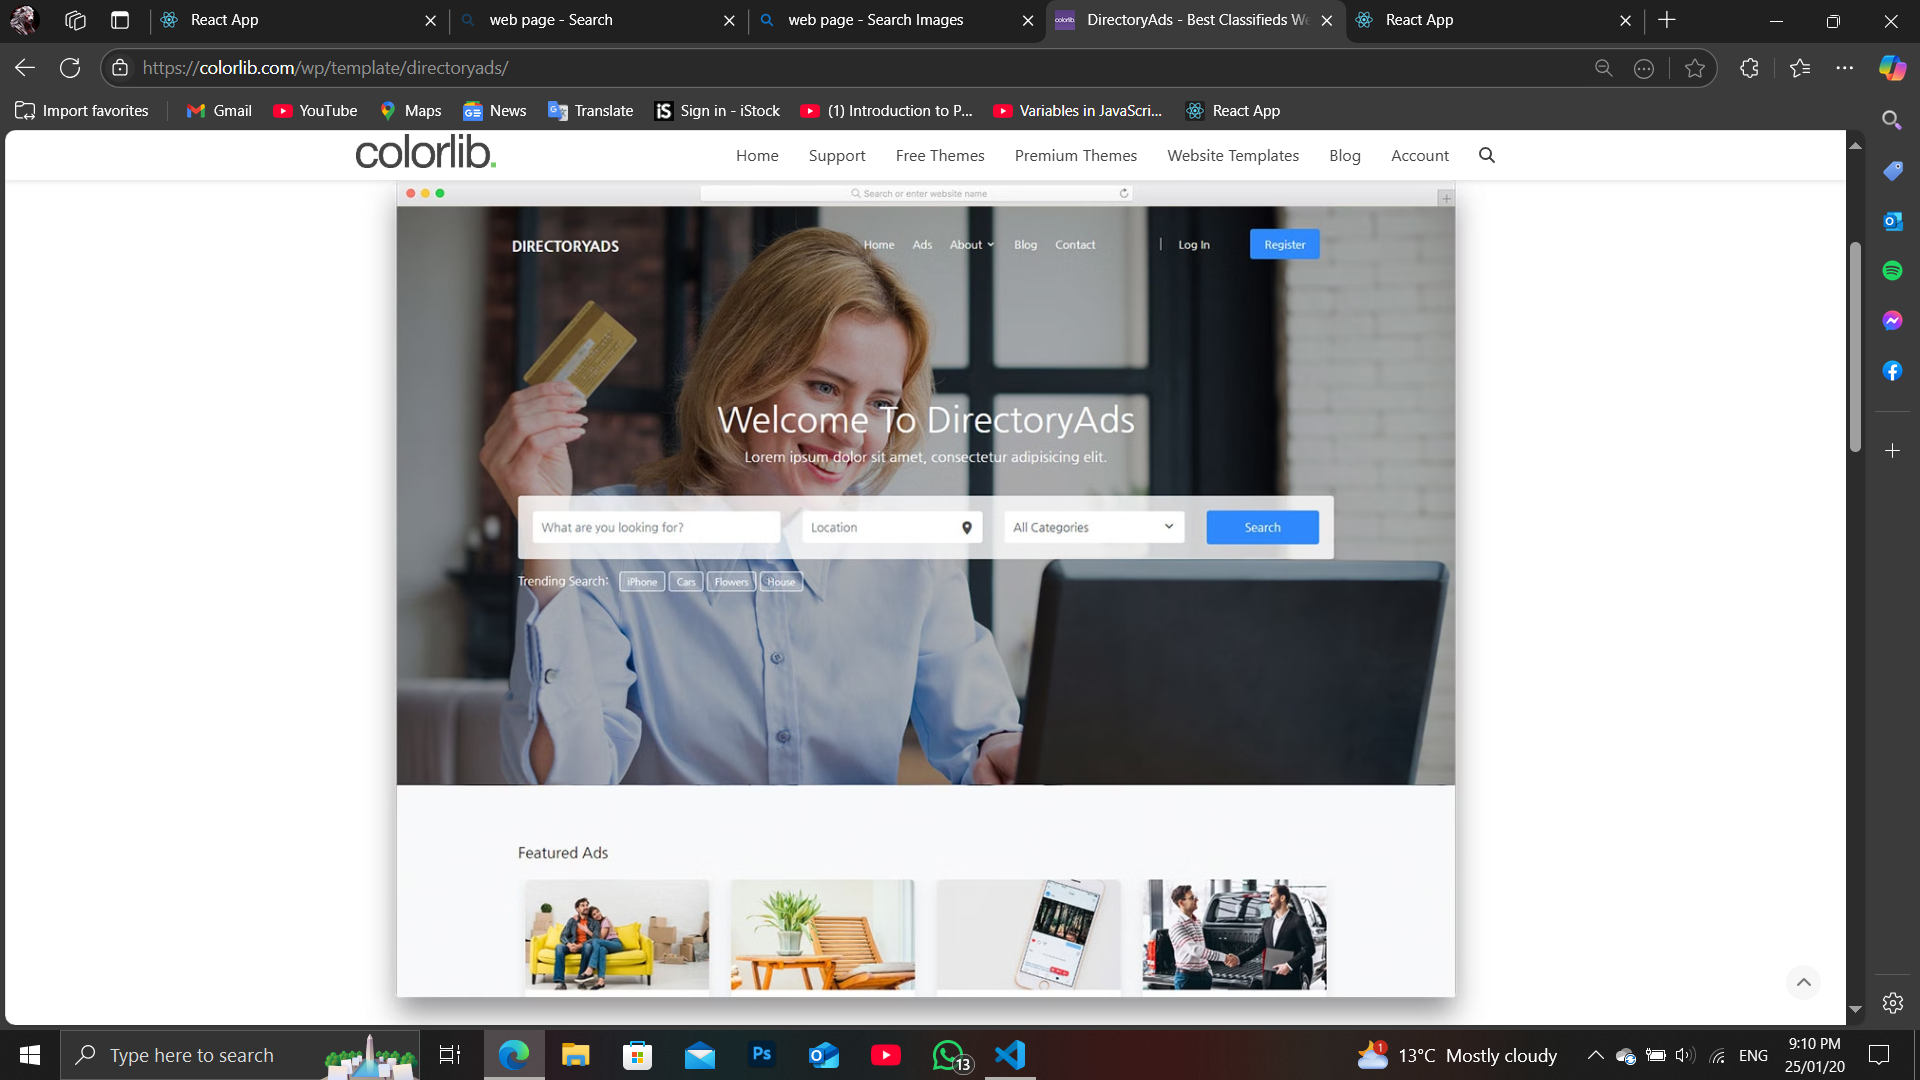 React App
web page - Search
web page - Search Images
DirectoryAds - Best Classifieds We
React App
https://colorlib.com/wp/template/directoryads/
Import favorites
Gmail
YouTube
Maps
News
Translate
iS Sign in - iStock
(1) Introduction to P...
Variables in JavaScri...
React App
colorlib.
Home Support Free Themes Premium Themes Website Templates Blog Account
Search or enter website name
DIRECTORYADS
Home Ads About Blog Contact | Log In Register
Welcome To DirectoryAds
Lorem ipsum dolor sit amet, consectetur adipisicing elit.
What are you looking for? Location All Categories Search
Trending Search: iPhone Cars Flowers House
Featured Ads
Type here to search
Ps
13
1
13°C Mostly cloudy
ENG
9:10 PM
25/01/20